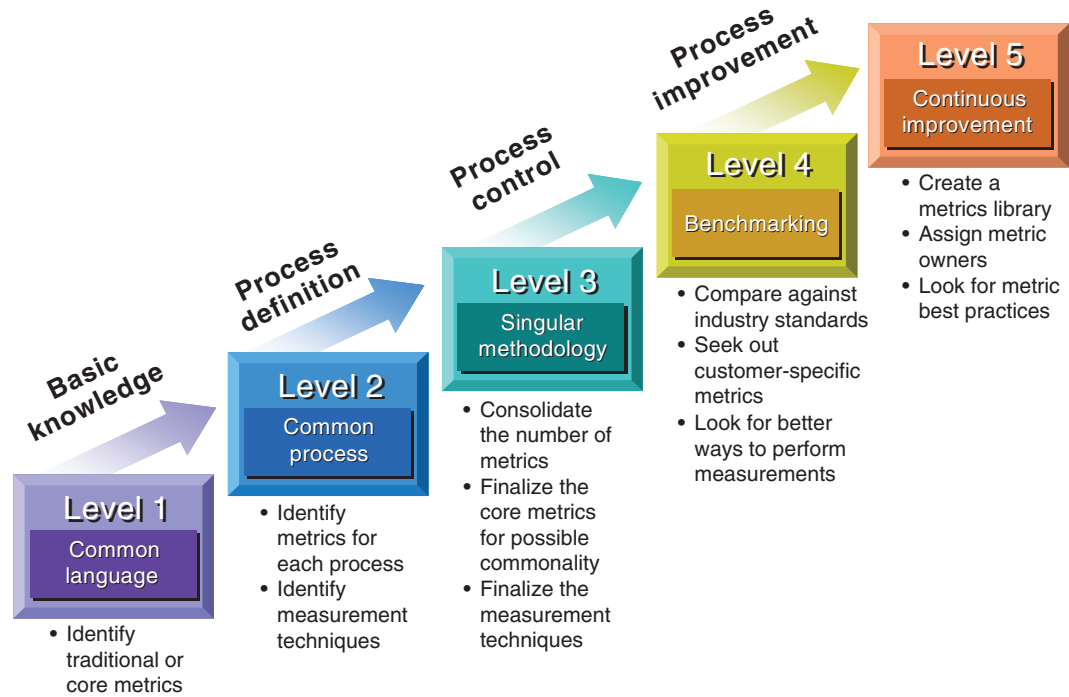 Basic
knowledge
Level 1
Common
language
• Identify
traditional or
core metrics
Process
definition
Level 2
Common
process
• Identify
metrics for
each process
• Identify
measurement
techniques
Process
control
Level 3
Singular
methodology
• Consolidate
the number of
metrics
• Finalize the
core metrics
for possible
commonality
• Finalize the
measurement
techniques
Process
improvement
Level 4
Benchmarking
• Compare against
industry standards
• Seek out
customer-specific
metrics
• Look for better
ways to perform
measurements
Level 5
Continuous
improvement
• Create a
metrics library
• Assign metric
owners
• Look for metric
best practices